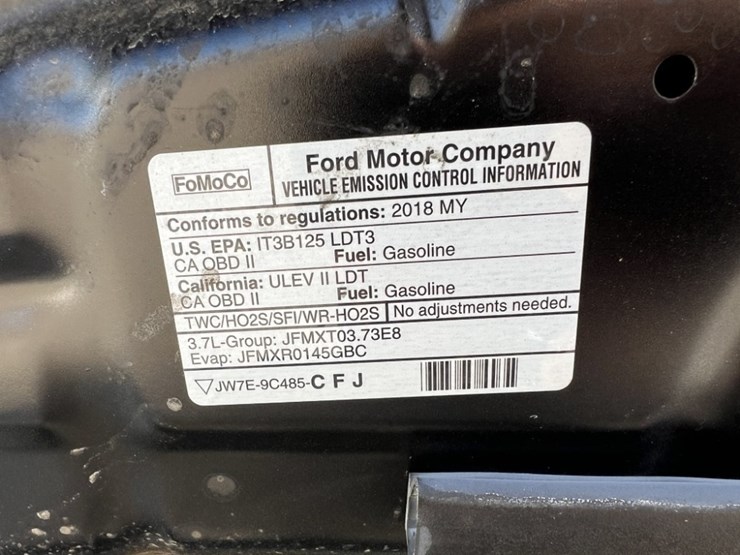 FoMoCo
Ford Motor Company
VEHICLE EMISSION CONTROL INFORMATION
Conforms to regulations: 2018 MY
U.S. EPA: IT3B125 LDT3
CA OBD II Fuel: Gasoline
California: ULEV II LDT
CA OBD II Fuel: Gasoline
TWC/HO2S/SFI/WR-HO2S No adjustments needed.
3.7L-Group: JFMXT03.73E8
Evap: JFMXR0145GBC
JW7E-9C485-C F J